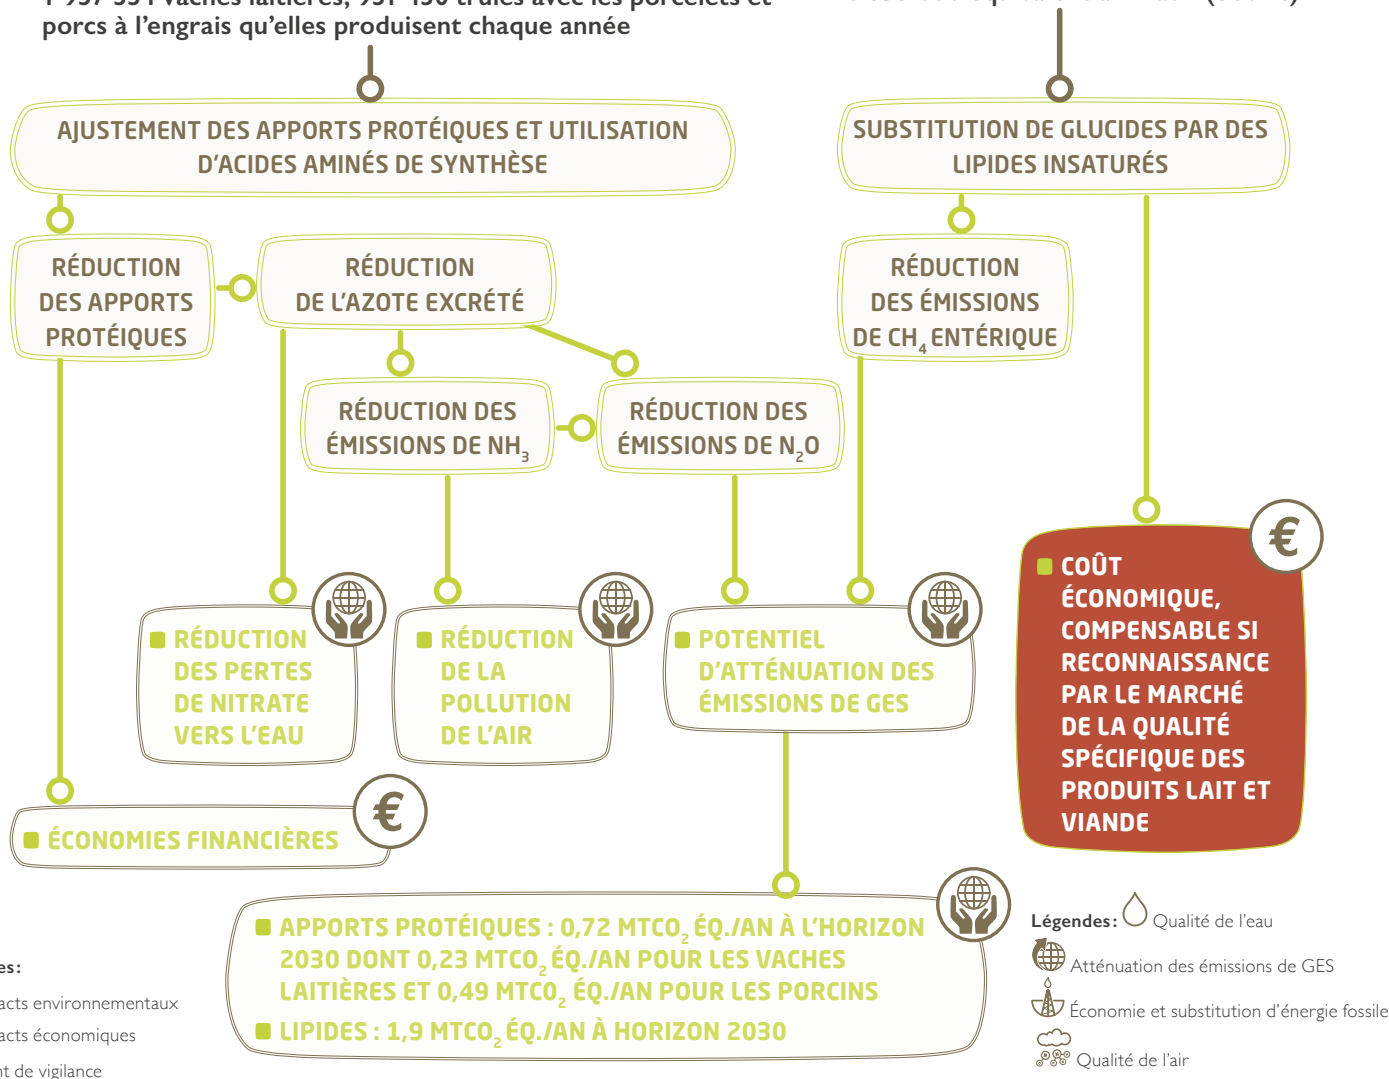 porcs à l'engrais qu'elles produisent chaque année
AJUSTEMENT DES APPORTS PROTÉIQUES ET UTILISATION
D'ACIDES AMINÉS DE SYNTHÈSE
SUBSTITUTION DE GLUCIDES PAR DES
LIPIDES INSATURÉS
RÉDUCTION
DES APPORTS
PROTÉIQUES
RÉDUCTION
DE L'AZOTE EXCRÉTÉ
RÉDUCTION
DES ÉMISSIONS
DE CH₄ ENTÉRIQUE
RÉDUCTION DES
ÉMISSIONS DE NH₃
RÉDUCTION DES
ÉMISSIONS DE N₂O
€
COÛT
ÉCONOMIQUE,
COMPENSABLE SI
RECONNAISSANCE
PAR LE MARCHÉ
DE LA QUALITÉ
SPÉCIFIQUE DES
PRODUITS LAIT ET
VIANDE
RÉDUCTION
DES PERTES
DE NITRATE
VERS L'EAU
RÉDUCTION
DE LA
POLLUTION
DE L'AIR
POTENTIEL
D'ATTÉNUATION DES
ÉMISSIONS DE GES
€
ÉCONOMIES FINANCIÈRES
APPORTS PROTÉIQUES : 0,72 MTCO₂ ÉQ./AN À L'HORIZON
2030 DONT 0,23 MTCO₂ ÉQ./AN POUR LES VACHES
LAITIÈRES ET 0,49 MTCO₂ ÉQ./AN POUR LES PORCINS
LIPIDES : 1,9 MTCO₂ ÉQ./AN À HORIZON 2030
es :
acts environnementaux
acts économiques
nt de vigilance
Légendes : Qualité de l'eau
Atténuation des émissions de GES
Économie et substitution d'énergie fossile
Qualité de l'air